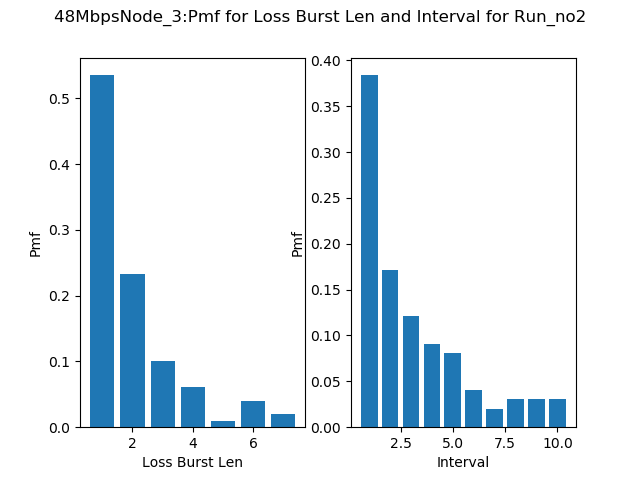 48MbpsNode_3:Pmf for Loss Burst Len and Interval for Run_no2
Pmf
0.5
0.4
0.3
0.2
0.1
0.0
2 4 6
Loss Burst Len
Pmf
0.40
0.35
0.30
0.25
0.20
0.15
0.10
0.05
0.00
2.5 5.0 7.5 10.0
Interval